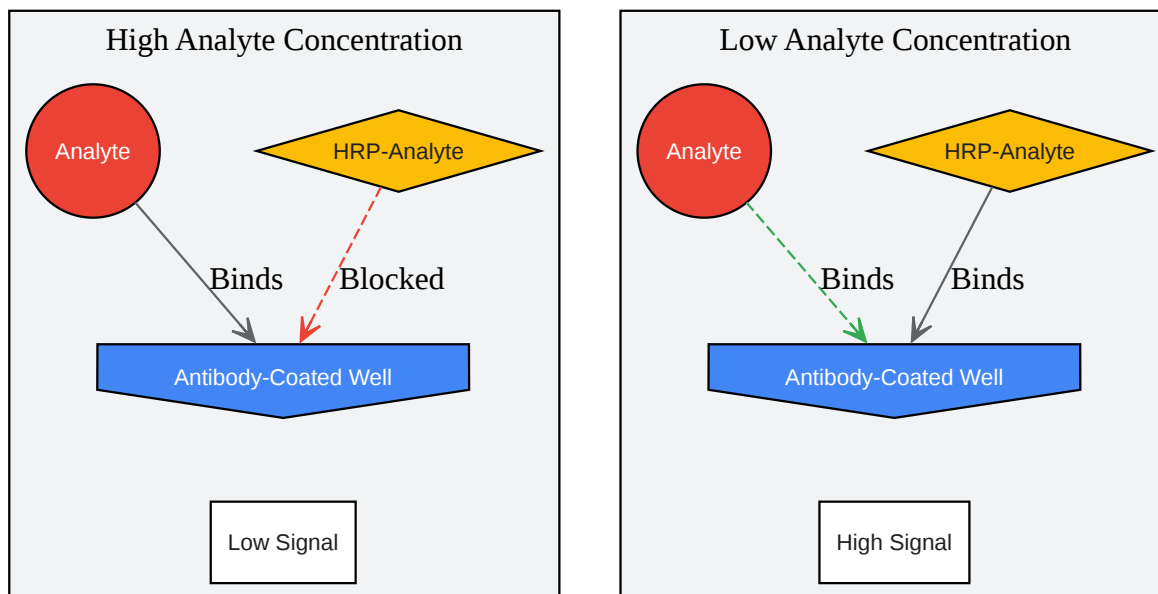 High Analyte Concentration
Analyte
HRP-Analyte
Binds
Blocked
Antibody-Coated Well
Low Signal
Low Analyte Concentration
Analyte
HRP-Analyte
Binds
Binds
Antibody-Coated Well
High Signal